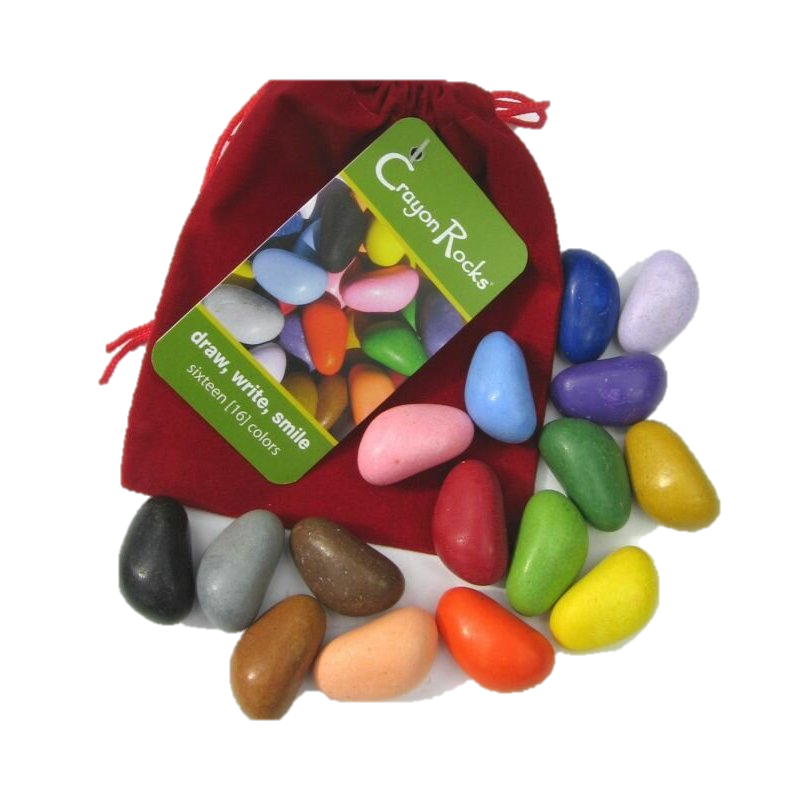 Crayon Rocks
draw, write, smile
sixteen [16] colors